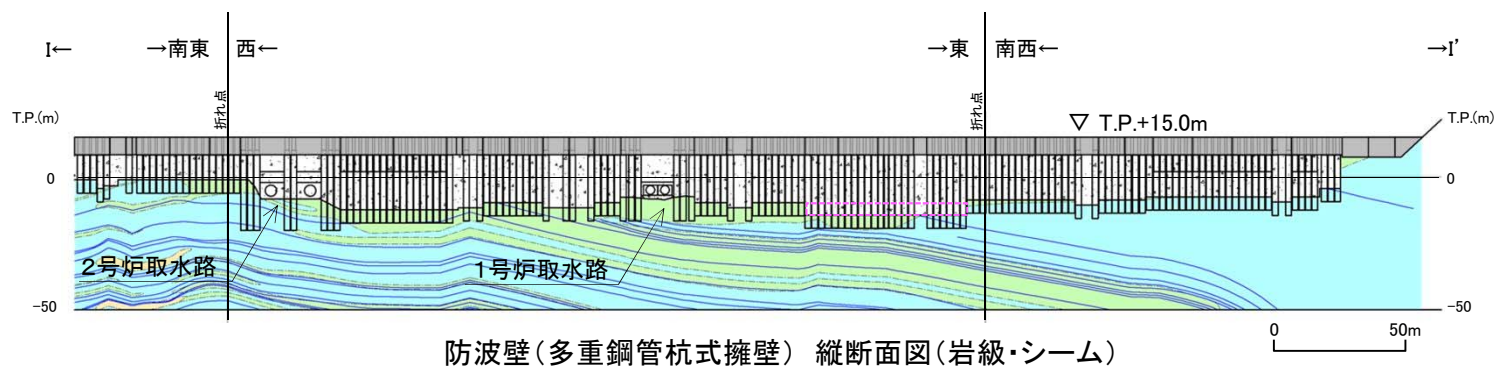 I←
→南東
西←
→東
南西←
→I'
T.P.(m)
折れ点
折れ点
▽ T.P.+15.0m
T.P.(m)
0
0
2号炉取水路
1号炉取水路
-50
-50
0 50m
防波壁(多重鋼管杭式擁壁) 縦断面図(岩級・シーム)